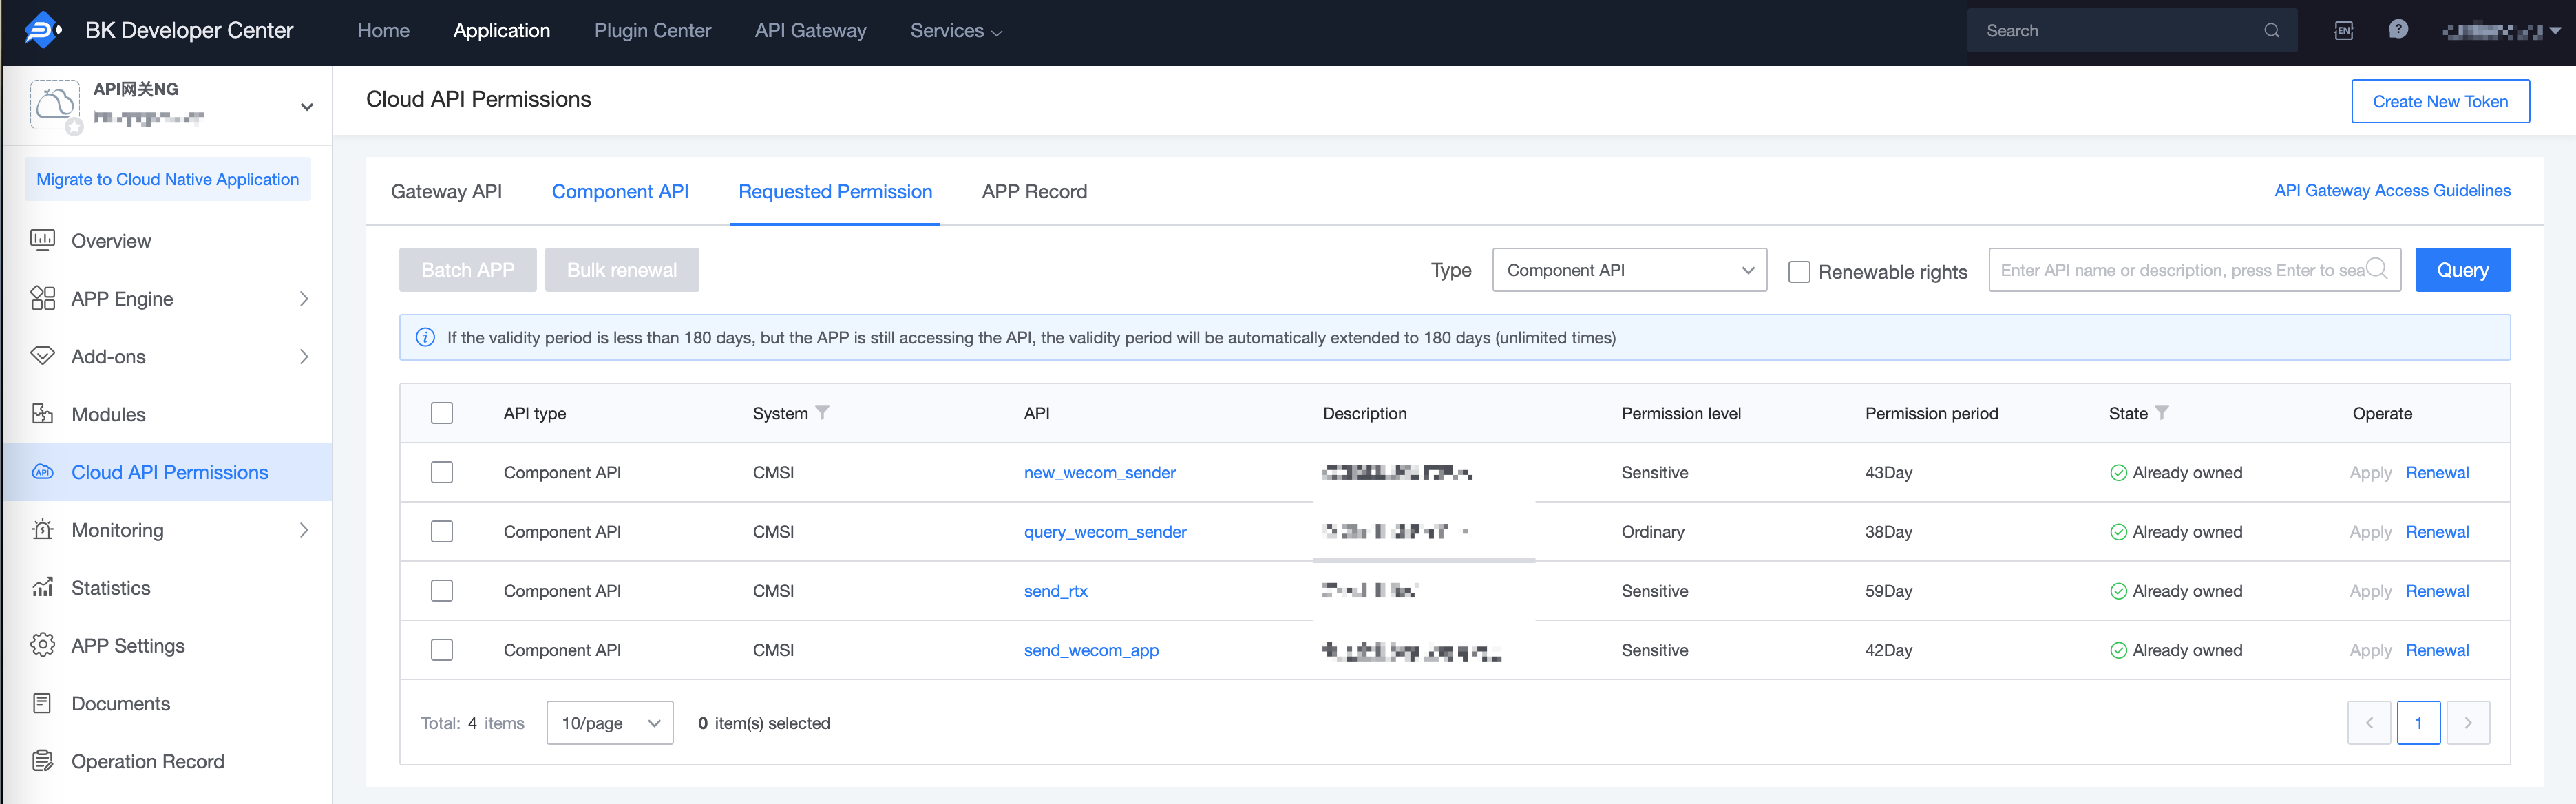 BK Developer Center Home Application Plugin Center API Gateway Services Search EN ?
API网关NG
Cloud API Permissions
Create New Token
Migrate to Cloud Native Application
Overview
APP Engine
Add-ons
Modules
Cloud API Permissions
Monitoring
Statistics
APP Settings
Documents
Operation Record
Gateway API Component API Requested Permission APP Record API Gateway Access Guidelines
Batch APP Bulk renewal Type Component API Renewable rights Enter API name or description, press Enter to sea Query
If the validity period is less than 180 days, but the APP is still accessing the API, the validity period will be automatically extended to 180 days (unlimited times)
API type System API Description Permission level Permission period State Operate
Component API CMSI new_wecom_sender Sensitive 43Day Already owned Apply Renewal
Component API CMSI query_wecom_sender Ordinary 38Day Already owned Apply Renewal
Component API CMSI send_rtx Sensitive 59Day Already owned Apply Renewal
Component API CMSI send_wecom_app Sensitive 42Day Already owned Apply Renewal
Total: 4 items 10/page 0 item(s) selected 1